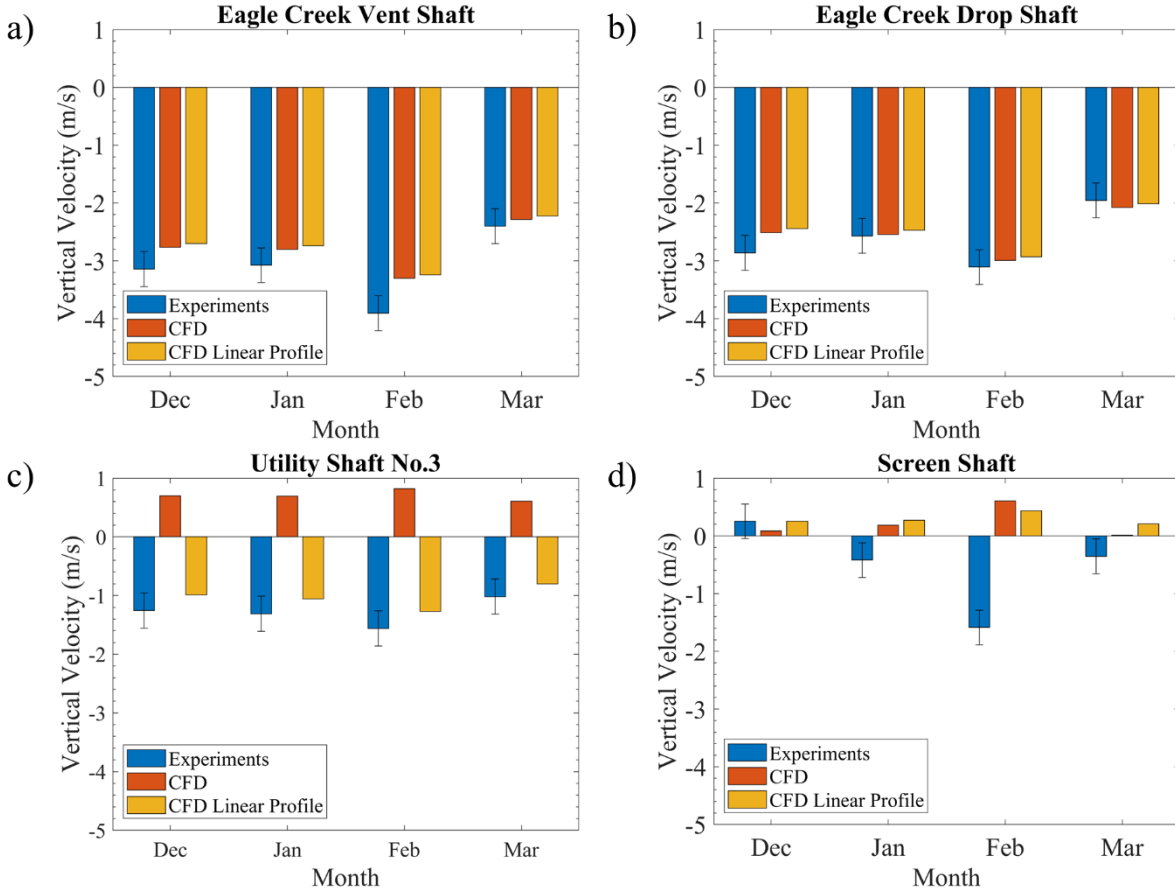 a)
Eagle Creek Vent Shaft
Vertical Velocity (m/s)
1
0
-1
-2
-3
-4
-5
Experiments
CFD
CFD Linear Profile
Dec Jan Feb Mar
Month
b)
Eagle Creek Drop Shaft
Vertical Velocity (m/s)
1
0
-1
-2
-3
-4
-5
Experiments
CFD
CFD Linear Profile
Dec Jan Feb Mar
Month
c)
Utility Shaft No.3
Vertical Velocity (m/s)
1
0
-1
-2
-3
-4
-5
Experiments
CFD
CFD Linear Profile
Dec Jan Feb Mar
Month
d)
Screen Shaft
Vertical Velocity (m/s)
1
0
-1
-2
-3
-4
-5
Experiments
CFD
CFD Linear Profile
Dec Jan Feb Mar
Month